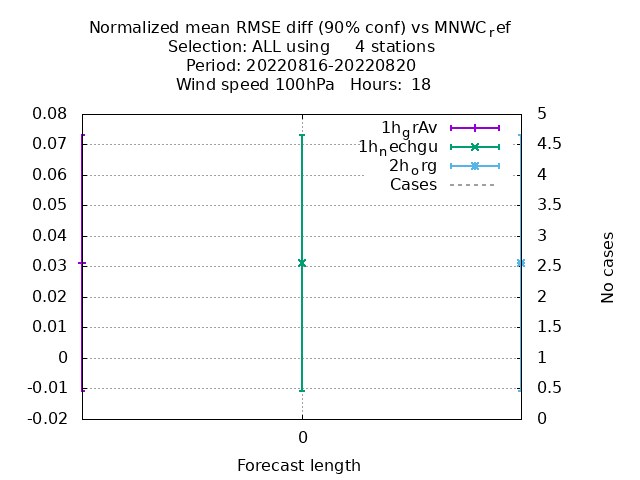 Normalized mean RMSE diff (90% conf) vs MNWC_ref
Selection: ALL using     4 stations
Period: 20220816-20220820
Wind speed 100hPa   Hours: 18
0.08
0.07
0.06
0.05
0.04
0.03
0.02
0.01
0
-0.01
-0.02
1h_grAv
1h_nechgu
2h_org
Cases
5
4.5
4
3.5
3
2.5
2
1.5
1
0.5
0
No cases
0
Forecast length